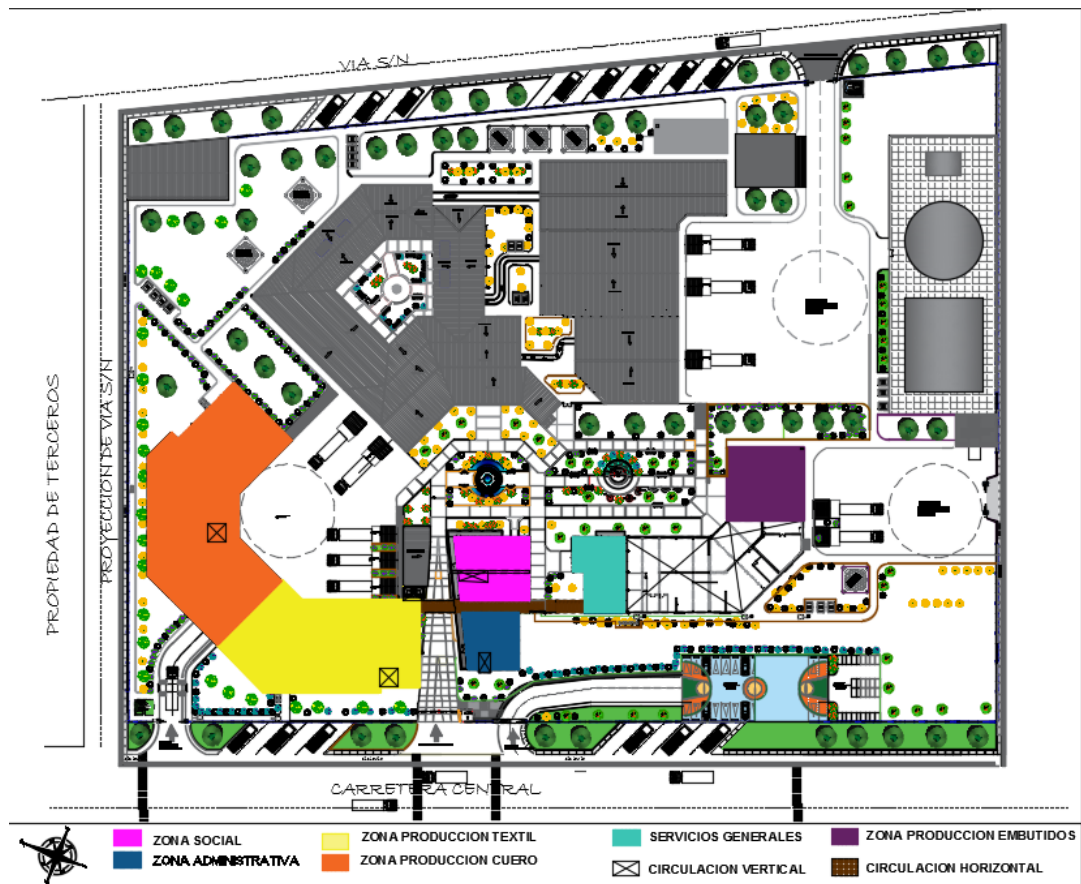 VIA S/N
PROPIEDAD DE TERCEROS
PROYECCION DE VIA S/N
CARRETERA CENTRAL
ZONA SOCIAL
ZONA ADMINISTRATIVA
ZONA PRODUCCION TEXTIL
ZONA PRODUCCION CUERO
SERVICIOS GENERALES
CIRCULACION VERTICAL
ZONA PRODUCCION EMBUTIDOS
CIRCULACION HORIZONTAL